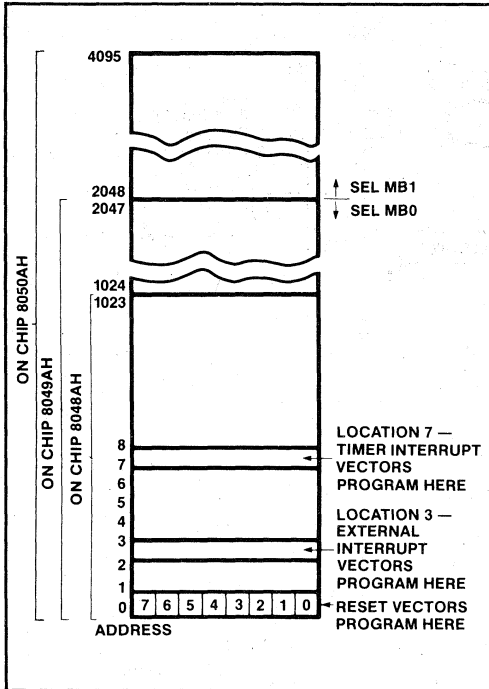 4095
2048
2047
SEL MB1
SEL MB0
1024
1023
ON CHIP 8050AH
ON CHIP 8049AH
ON CHIP 8048AH
8
7
6
5
4
3
2
1
0
LOCATION 7 —
TIMER INTERRUPT
VECTORS
PROGRAM HERE
LOCATION 3 —
EXTERNAL
INTERRUPT
VECTORS
PROGRAM HERE
7 6 5 4 3 2 1 0
RESET VECTORS
PROGRAM HERE
ADDRESS